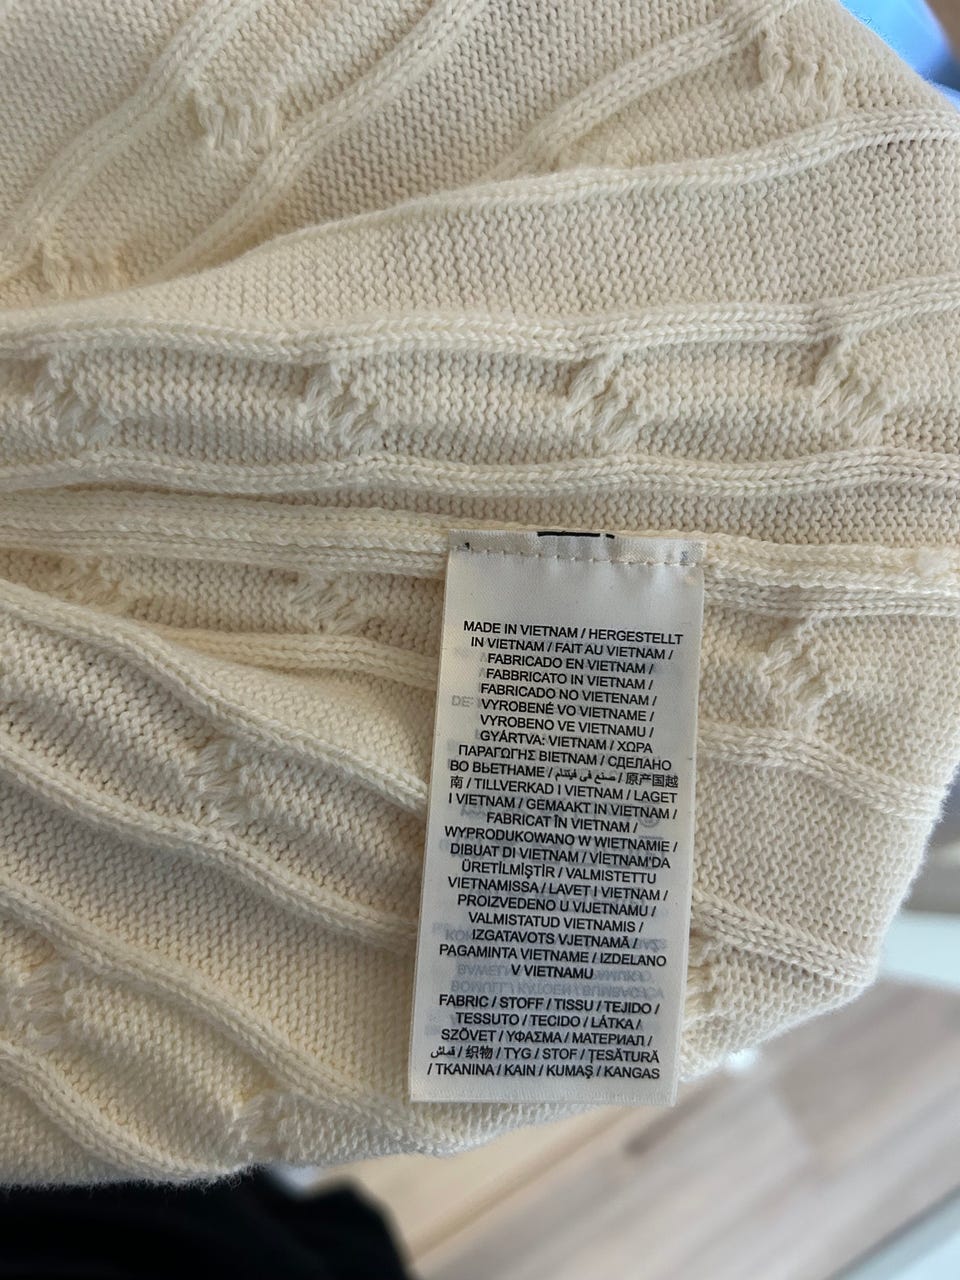 MADE IN VIETNAM / HERGESTELLT
IN VIETNAM / FAIT AU VIETNAM /
FABRICADO EN VIETNAM /
FABBRICATO IN VIETNAM /
FABRICADO NO VIETENAM /
VYROBENÉ VO VIETNAME /
VYROBENO VE VIETNAMU /
GYÁRTVA: VIETNAM / ΧΩΡΑ
ΠΑΡΑΓΩΓΗΣ ΒΙΕΤΝΑΜ / СДЕЛАНО
ВО ВЬЕТНАМЕ / صنع في فيتنام / 原产国越
南 / TILLVERKAD I VIETNAM / LAGET
I VIETNAM / GEMAAKT IN VIETNAM /
FABRICAT ÎN VIETNAM /
WYPRODUKOWANO W WIETNAMIE /
DIBUAT DI VIETNAM / VİETNAM'DA
ÜRETİLMİŞTİR / VALMISTETTU
VIETNAMISSA / LAVET I VIETNAM /
PROIZVEDENO U VIJETNAMU /
VALMISTATUD VIETNAMIS /
IZGATAVOTS VJETNAMĀ /
PAGAMINTA VIETNAME / IZDELANO
V VIETNAMU
FABRIC / STOFF / TISSU / TEJIDO /
TESSUTO / TECIDO / LÁTKA /
SZÖVET / ΥΦΑΣΜΑ / МАТЕРИАЛ /
قماش / 织物 / TYG / STOF / ȚESĂTURĂ
/ TKANINA / KAIN / KUMAŞ / KANGAS